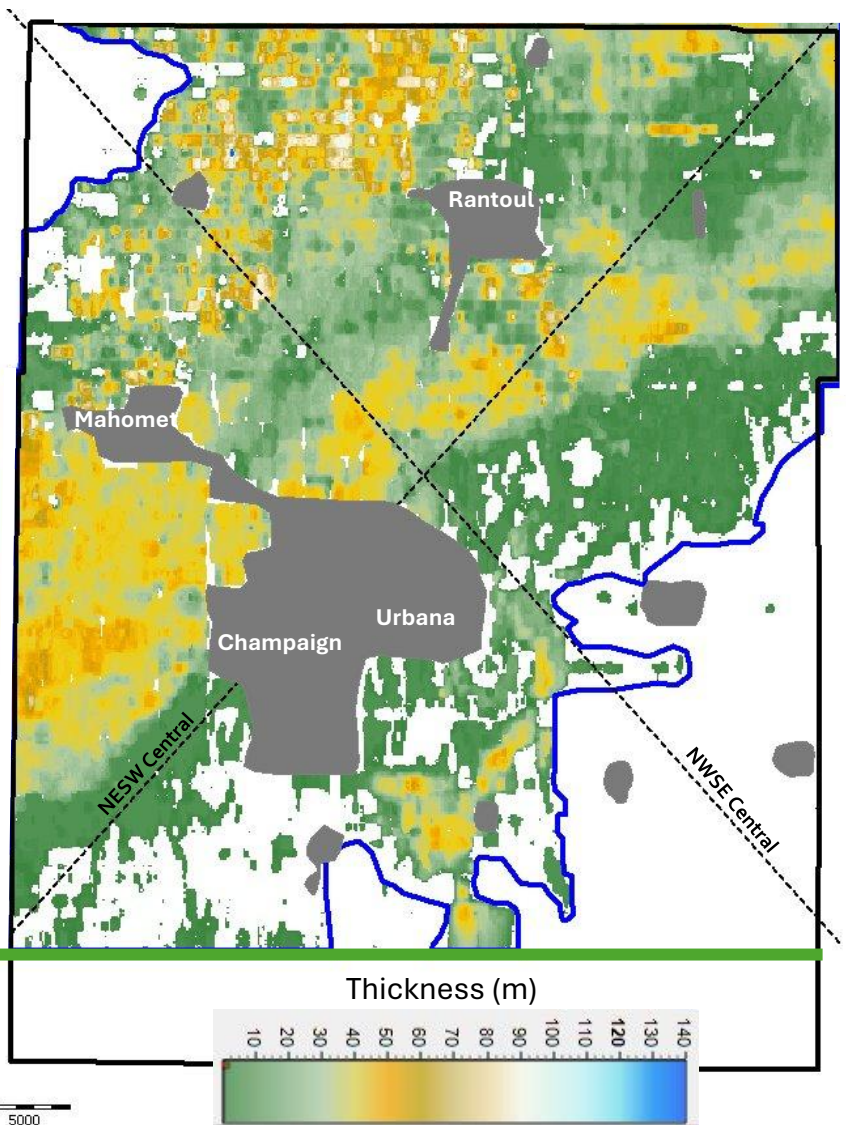 Rantoul
Mahomet
Urbana
Champaign
NESW Central
NWSE Central
Thickness (m)
10 20 30 40 50 60 70 80 90 100 110 120 130 140
5000